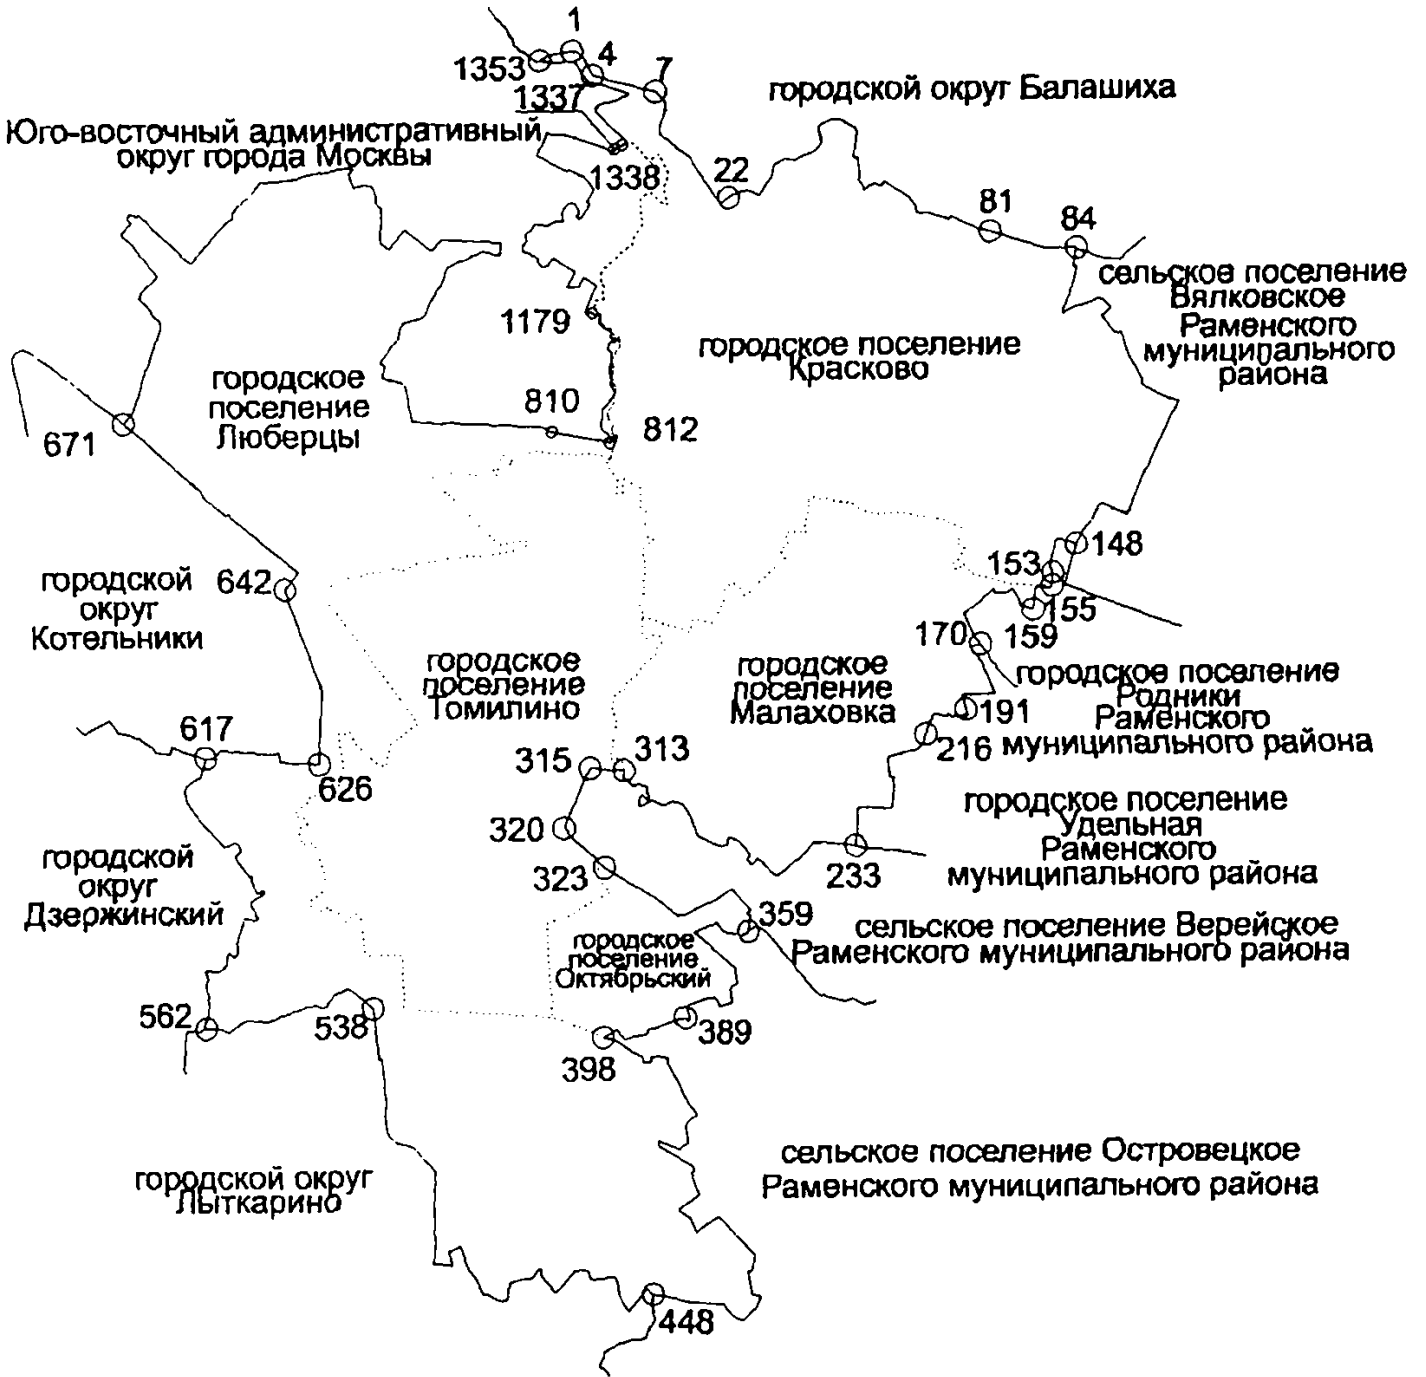 1
1353
4
7
1337
городской округ Балашиха
Юго-восточный административный
округ города Москвы
1338
22
81
84
сельское поселение
Вялковское
Раменского
муниципального
района
1179
городское поселение
Красково
городское
поселение
Люберцы
810
812
671
148
153
155
159
городской
округ
Котельники
642
170
городское
поселение
Томилино
городское
поселение
Малаховка
городское поселение
Родники
Раменского
муниципального района
191
216
617
626
315
313
городское поселение
Удельная
Раменского
муниципального района
320
323
233
городской
округ
Дзержинский
359
сельское поселение Верейское
Раменского муниципального района
городское
поселение
Октябрьский
562
538
389
398
сельское поселение Островецкое
Раменского муниципального района
городской округ
Лыткарино
448